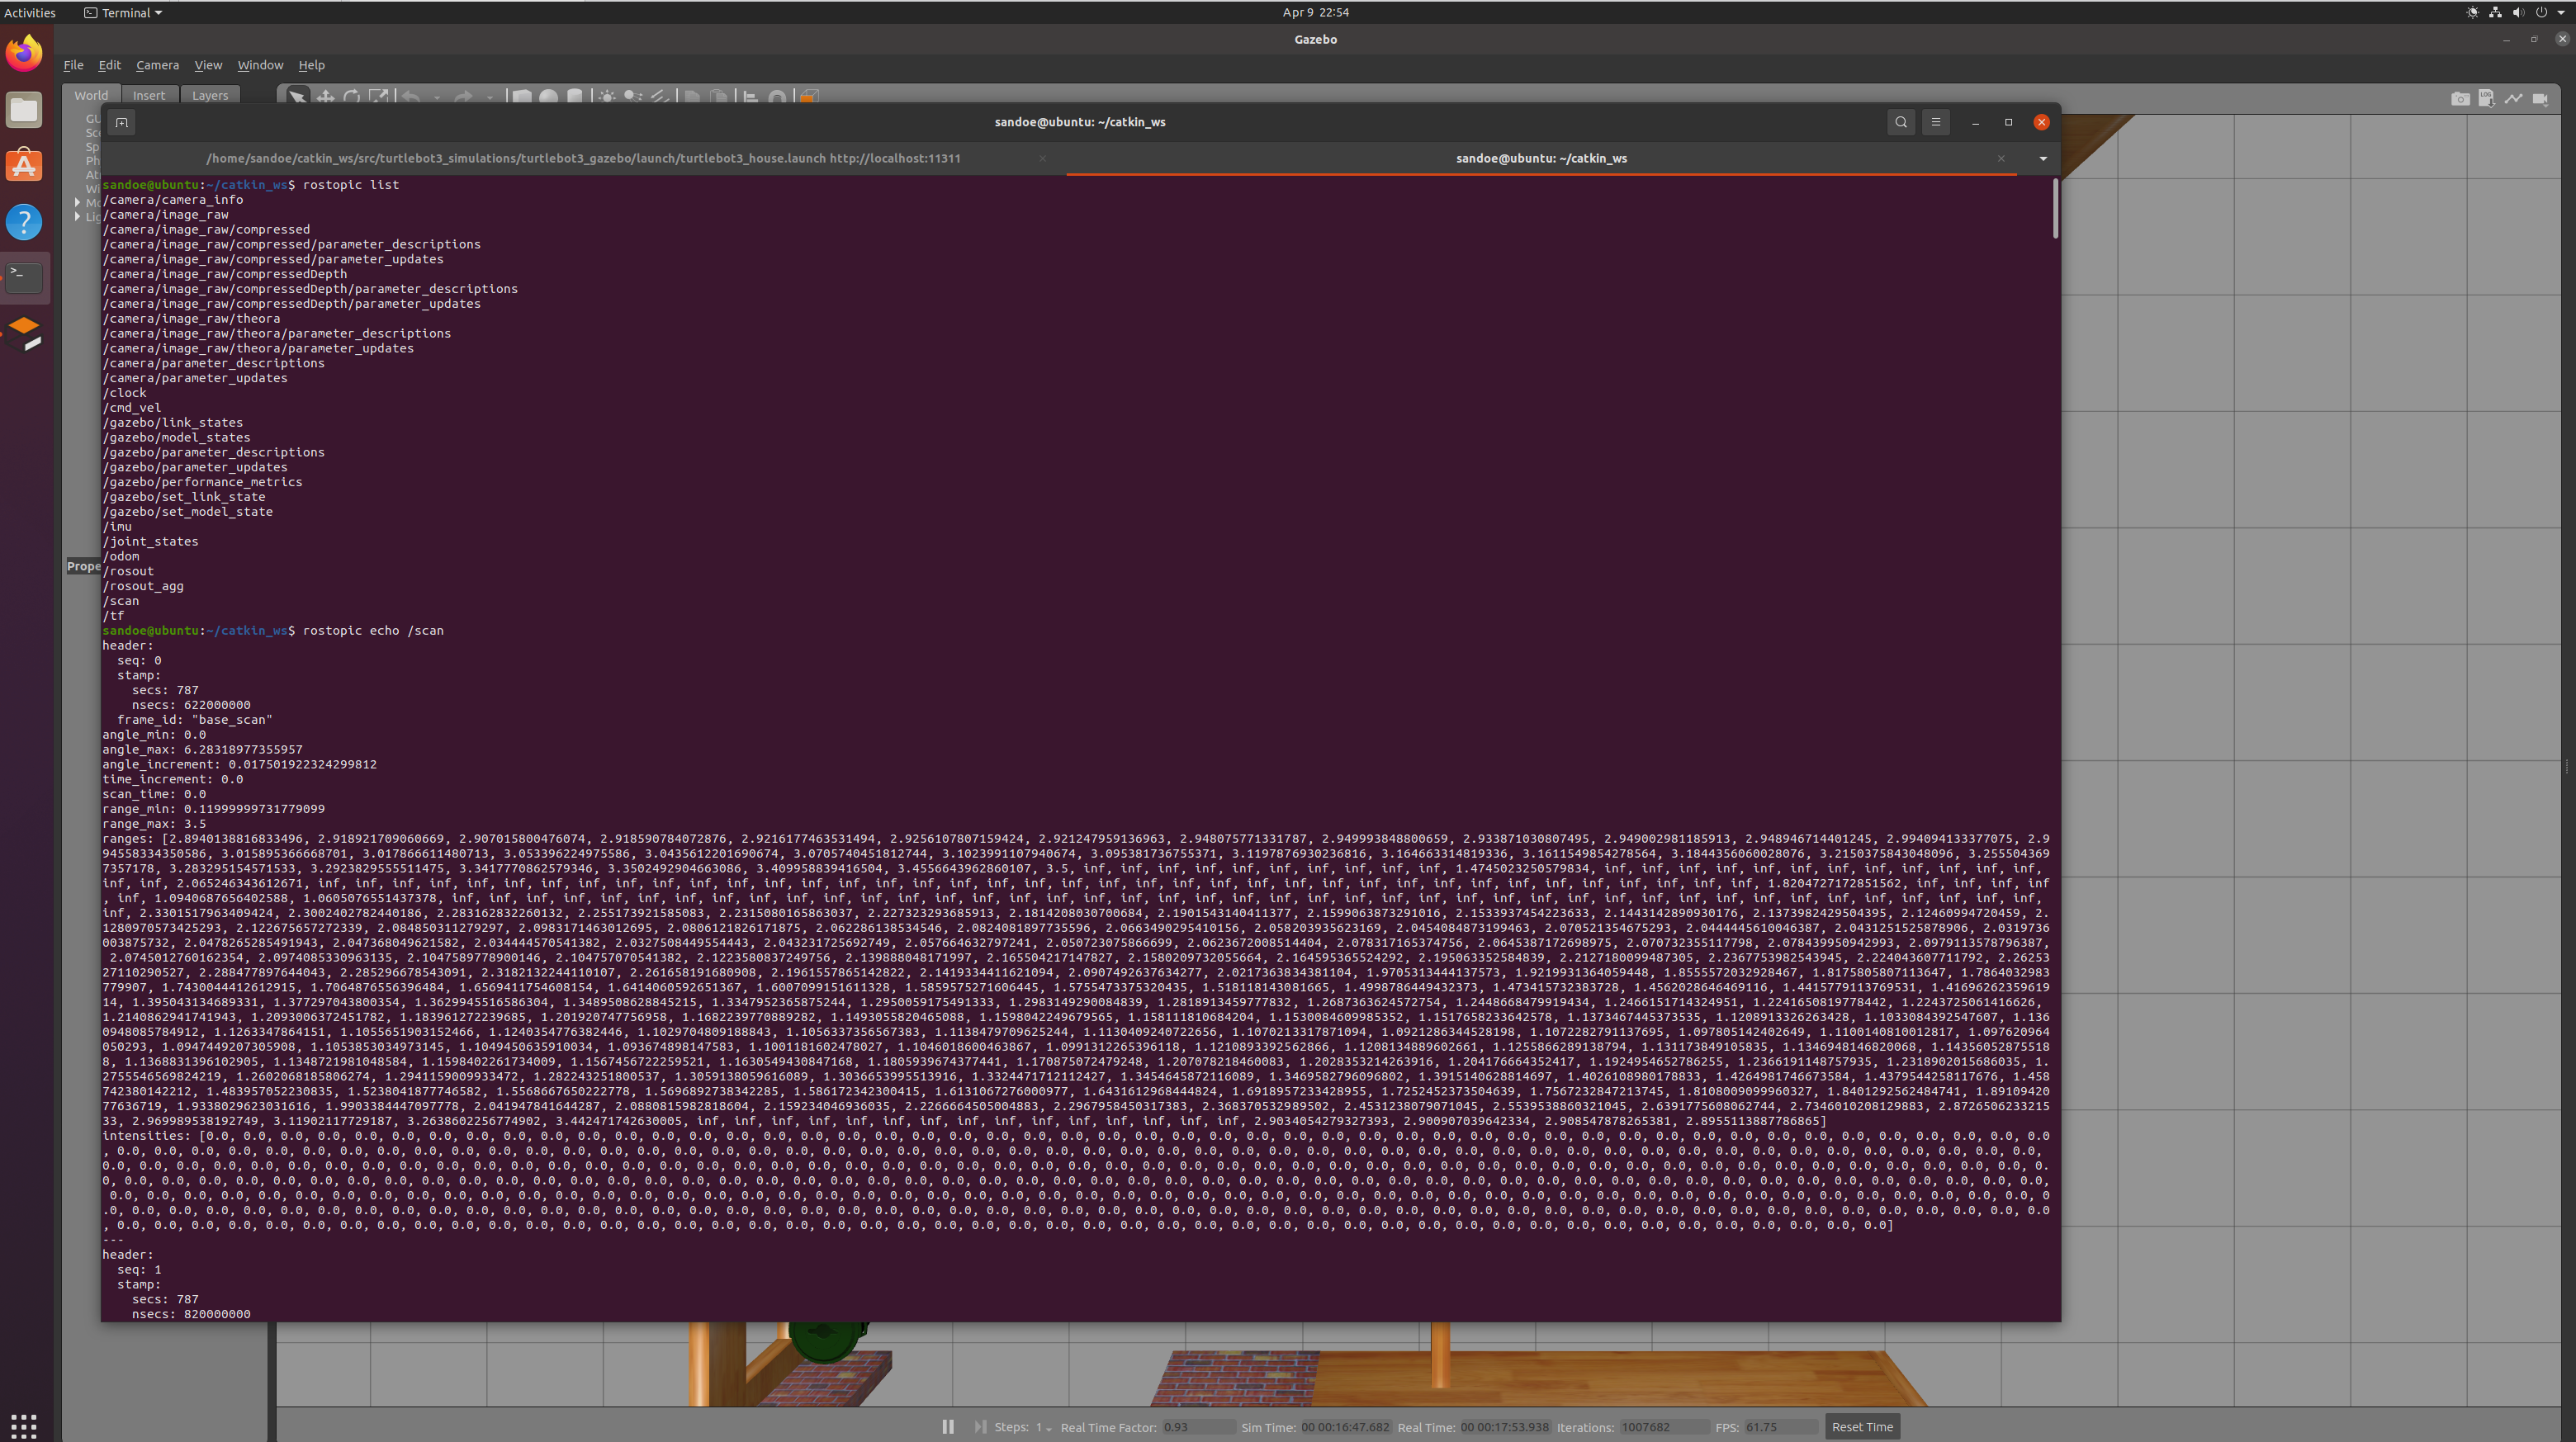 Activities
Terminal
Apr 9 22:54
Gazebo
File Edit Camera View Window Help
World Insert Layers
sandoe@ubuntu: ~/catkin_ws
/home/sandoe/catkin_ws/src/turtlebot3_simulations/turtlebot3_gazebo/launch/turtlebot3_house.launch http://localhost:11311
sandoe@ubuntu: ~/catkin_ws
sandoe@ubuntu:~/catkin_ws$ rostopic list
/camera/camera_info
/camera/image_raw
/camera/image_raw/compressed
/camera/image_raw/compressed/parameter_descriptions
/camera/image_raw/compressed/parameter_updates
/camera/image_raw/compressedDepth
/camera/image_raw/compressedDepth/parameter_descriptions
/camera/image_raw/compressedDepth/parameter_updates
/camera/image_raw/theora
/camera/image_raw/theora/parameter_descriptions
/camera/image_raw/theora/parameter_updates
/camera/parameter_descriptions
/camera/parameter_updates
/clock
/cmd_vel
/gazebo/link_states
/gazebo/model_states
/gazebo/parameter_descriptions
/gazebo/parameter_updates
/gazebo/performance_metrics
/gazebo/set_link_state
/gazebo/set_model_state
/imu
/joint_states
/odom
/rosout
/rosout_agg
/scan
/tf
sandoe@ubuntu:~/catkin_ws$ rostopic echo /scan
header:
seq: 0
stamp:
secs: 787
nsecs: 622000000
frame_id: "base_scan"
angle_min: 0.0
angle_max: 6.28318977355957
angle_increment: 0.017501922324299812
time_increment: 0.0
scan_time: 0.0
range_min: 0.11999999731779099
range_max: 3.5
ranges: [2.8940138816833496, 2.918921709060669, 2.907015800476074, 2.918590784072876, 2.9216177463531494, 2.9256107807159424, 2.921247959136963, 2.948075771331787, 2.949993848800659, 2.933871030807495, 2.949002981185913, 2.948946714401245, 2.994094133377075, 2.9
94558334350586, 3.015895366668701, 3.017866611480713, 3.053396224975586, 3.0435612201690674, 3.0705740451812744, 3.1023991107940674, 3.095381736755371, 3.1197876930236816, 3.164663314819336, 3.1611549854278564, 3.1844356060028076, 3.2150375843048096, 3.255504369
7357178, 3.283295154571533, 3.2923829555511475, 3.3417770862579346, 3.3502492904663086, 3.409958839416504, 3.4556643962860107, 3.5, inf, inf, inf, inf, inf, inf, inf, inf, inf, inf, 1.4745023250579834, inf, inf, inf, inf, inf, inf, inf, inf, inf, inf, inf, inf,
inf, inf, 2.065246343612671, inf, inf, inf, inf, inf, inf, inf, inf, inf, inf, inf, inf, inf, inf, inf, inf, inf, inf, inf, inf, inf, inf, inf, inf, inf, inf, inf, inf, inf, inf, inf, inf, inf, inf, inf, inf, inf, inf, inf, 1.8204727172851562, inf, inf, inf, inf
, inf, 1.0940687656402588, 1.0605076551437378, inf, inf, inf, inf, inf, inf, inf, inf, inf, inf, inf, inf, inf, inf, inf, inf, inf, inf, inf, inf, inf, inf, inf, inf, inf, inf, inf, inf, inf, inf, inf, inf, inf, inf, inf, inf, inf, inf, inf, inf, inf, inf, inf,
inf, 2.3301517963409424, 2.3002402782440186, 2.283162832260132, 2.255173921585083, 2.2315080165863037, 2.227323293685913, 2.1814208030700684, 2.1901543140411377, 2.1599063873291016, 2.1533937454223633, 2.1443142890930176, 2.1373982429504395, 2.12460994720459, 2.
1280970573425293, 2.122675657272339, 2.084850311279297, 2.0983171463012695, 2.0806121826171875, 2.062286138534546, 2.0824081897735596, 2.0663490295410156, 2.058203935623169, 2.0454084873199463, 2.070521354675293, 2.0444445610046387, 2.0431251525878906, 2.0319736
003875732, 2.0478265285491943, 2.047368049621582, 2.034444570541382, 2.0327508449554443, 2.043231725692749, 2.057664632797241, 2.050723075866699, 2.0623672008514404, 2.078317165374756, 2.0645387172698975, 2.070732355117798, 2.078439950942993, 2.0979113578796387,
2.0745012760162354, 2.0974085330963135, 2.1047589778900146, 2.104757070541382, 2.1223580837249756, 2.139888048171997, 2.165504217147827, 2.1580209732055664, 2.164595365524292, 2.195063352584839, 2.2127180099487305, 2.2367753982543945, 2.224043607711792, 2.26253
27110290527, 2.288477897644043, 2.285296678543091, 2.3182132244110107, 2.261658191680908, 2.1961557865142822, 2.1419334411621094, 2.0907492637634277, 2.0217363834381104, 1.9705313444137573, 1.9219931364059448, 1.8555572032928467, 1.8175805807113647, 1.7864032983
779907, 1.7430044412612915, 1.7064876556396484, 1.6569411754608154, 1.6414060592651367, 1.6007099151611328, 1.5859575271606445, 1.5755473375320435, 1.518118143081665, 1.4998786449432373, 1.473415732383728, 1.4562028646469116, 1.4415779113769531, 1.41696262359619
14, 1.395043134689331, 1.377297043800354, 1.3629945516586304, 1.3489508628845215, 1.3347952365875244, 1.2950059175491333, 1.2983149290084839, 1.2818913459777832, 1.2687363624572754, 1.2448668479919434, 1.2466151714324951, 1.2241650819778442, 1.2243725061416626,
1.2140862941741943, 1.2093006372451782, 1.183961272239685, 1.201920747756958, 1.1682239770889282, 1.1493055820465088, 1.1598042249679565, 1.158111810684204, 1.1530084609985352, 1.1517658233642578, 1.1373467445373535, 1.1208913326263428, 1.1033084392547607, 1.136
0948085784912, 1.1263347864151, 1.1055651903152466, 1.1240354776382446, 1.1029704809188843, 1.1056337356567383, 1.1138479709625244, 1.1130409240722656, 1.1070213317871094, 1.0921286344528198, 1.1072282791137695, 1.097805142402649, 1.1100140810012817, 1.097620964
050293, 1.0947449207305908, 1.1053853034973145, 1.1049450635910034, 1.093674898147583, 1.1001181602478027, 1.1046018600463867, 1.0991312265396118, 1.1210893392562866, 1.1208134889602661, 1.1255866289138794, 1.131173849105835, 1.1346948146820068, 1.14356052875518
8, 1.1368831396102905, 1.1348721981048584, 1.1598402261734009, 1.1567456722259521, 1.1630549430847168, 1.1805939674377441, 1.170875072479248, 1.207078218460083, 1.2028353214263916, 1.204176664352417, 1.1924954652786255, 1.2366191148757935, 1.2318902015686035, 1.
2755546569824219, 1.2602068185806274, 1.2941159009933472, 1.282243251800537, 1.3059138059616089, 1.3036653995513916, 1.3324471712112427, 1.3454645872116089, 1.3469582796096802, 1.3915140628814697, 1.4026108980178833, 1.4264981746673584, 1.4379544258117676, 1.458
742380142212, 1.483957052230835, 1.5238041877746582, 1.5568667650222778, 1.5696892738342285, 1.586172342300415, 1.6131067276000977, 1.6431612968444824, 1.6918957233428955, 1.7252452373504639, 1.7567232847213745, 1.8108009099960327, 1.8401292562484741, 1.89109420
77636719, 1.9338029623031616, 1.9903384447097778, 2.041947841644287, 2.0880815982818604, 2.159234046936035, 2.2266664505004883, 2.2967958450317383, 2.368370532989502, 2.4531238079071045, 2.5539538860321045, 2.6391775608062744, 2.7346010208129883, 2.8726506233215
33, 2.969989538192749, 3.11902117729187, 3.2638602256774902, 3.442471742630005, inf, inf, inf, inf, inf, inf, inf, inf, inf, inf, inf, inf, inf, inf, inf, 2.9034054279327393, 2.900907039642334, 2.908547878265381, 2.8955113887786865]
intensities: [0.0, 0.0, 0.0, 0.0, 0.0, 0.0, 0.0, 0.0, 0.0, 0.0, 0.0, 0.0, 0.0, 0.0, 0.0, 0.0, 0.0, 0.0, 0.0, 0.0, 0.0, 0.0, 0.0, 0.0, 0.0, 0.0, 0.0, 0.0, 0.0, 0.0, 0.0, 0.0, 0.0, 0.0, 0.0, 0.0, 0.0, 0.0, 0.0, 0.0, 0.0, 0.0, 0.0, 0.0, 0.0, 0.0, 0.0, 0.0, 0.0, 0.0
, 0.0, 0.0, 0.0, 0.0, 0.0, 0.0, 0.0, 0.0, 0.0, 0.0, 0.0, 0.0, 0.0, 0.0, 0.0, 0.0, 0.0, 0.0, 0.0, 0.0, 0.0, 0.0, 0.0, 0.0, 0.0, 0.0, 0.0, 0.0, 0.0, 0.0, 0.0, 0.0, 0.0, 0.0, 0.0, 0.0, 0.0, 0.0, 0.0, 0.0, 0.0, 0.0, 0.0, 0.0, 0.0, 0.0, 0.0, 0.0, 0.0, 0.0, 0.0, 0.0,
0.0, 0.0, 0.0, 0.0, 0.0, 0.0, 0.0, 0.0, 0.0, 0.0, 0.0, 0.0, 0.0, 0.0, 0.0, 0.0, 0.0, 0.0, 0.0, 0.0, 0.0, 0.0, 0.0, 0.0, 0.0, 0.0, 0.0, 0.0, 0.0, 0.0, 0.0, 0.0, 0.0, 0.0, 0.0, 0.0, 0.0, 0.0, 0.0, 0.0, 0.0, 0.0, 0.0, 0.0, 0.0, 0.0, 0.0, 0.0, 0.0, 0.0, 0.0, 0.0, 0.
0, 0.0, 0.0, 0.0, 0.0, 0.0, 0.0, 0.0, 0.0, 0.0, 0.0, 0.0, 0.0, 0.0, 0.0, 0.0, 0.0, 0.0, 0.0, 0.0, 0.0, 0.0, 0.0, 0.0, 0.0, 0.0, 0.0, 0.0, 0.0, 0.0, 0.0, 0.0, 0.0, 0.0, 0.0, 0.0, 0.0, 0.0, 0.0, 0.0, 0.0, 0.0, 0.0, 0.0, 0.0, 0.0, 0.0, 0.0, 0.0, 0.0, 0.0, 0.0, 0.0,
0.0, 0.0, 0.0, 0.0, 0.0, 0.0, 0.0, 0.0, 0.0, 0.0, 0.0, 0.0, 0.0, 0.0, 0.0, 0.0, 0.0, 0.0, 0.0, 0.0, 0.0, 0.0, 0.0, 0.0, 0.0, 0.0, 0.0, 0.0, 0.0, 0.0, 0.0, 0.0, 0.0, 0.0, 0.0, 0.0, 0.0, 0.0, 0.0, 0.0, 0.0, 0.0, 0.0, 0.0, 0.0, 0.0, 0.0, 0.0, 0.0, 0.0, 0.0, 0.0, 0
.0, 0.0, 0.0, 0.0, 0.0, 0.0, 0.0, 0.0, 0.0, 0.0, 0.0, 0.0, 0.0, 0.0, 0.0, 0.0, 0.0, 0.0, 0.0, 0.0, 0.0, 0.0, 0.0, 0.0, 0.0, 0.0, 0.0, 0.0, 0.0, 0.0, 0.0, 0.0, 0.0, 0.0, 0.0, 0.0, 0.0, 0.0, 0.0, 0.0, 0.0, 0.0, 0.0, 0.0, 0.0, 0.0, 0.0, 0.0, 0.0, 0.0, 0.0, 0.0, 0.0
, 0.0, 0.0, 0.0, 0.0, 0.0, 0.0, 0.0, 0.0, 0.0, 0.0, 0.0, 0.0, 0.0, 0.0, 0.0, 0.0, 0.0, 0.0, 0.0, 0.0, 0.0, 0.0, 0.0, 0.0, 0.0, 0.0, 0.0, 0.0, 0.0, 0.0, 0.0, 0.0, 0.0, 0.0, 0.0, 0.0, 0.0, 0.0, 0.0, 0.0, 0.0, 0.0, 0.0, 0.0, 0.0, 0.0, 0.0, 0.0]
---
header:
seq: 1
stamp:
secs: 787
nsecs: 820000000
Steps: 1 Real Time Factor: 0.93 Sim Time: 00 00:16:47.682 Real Time: 00 00:17:53.938 Iterations: 1007682 FPS: 61.75 Reset Time